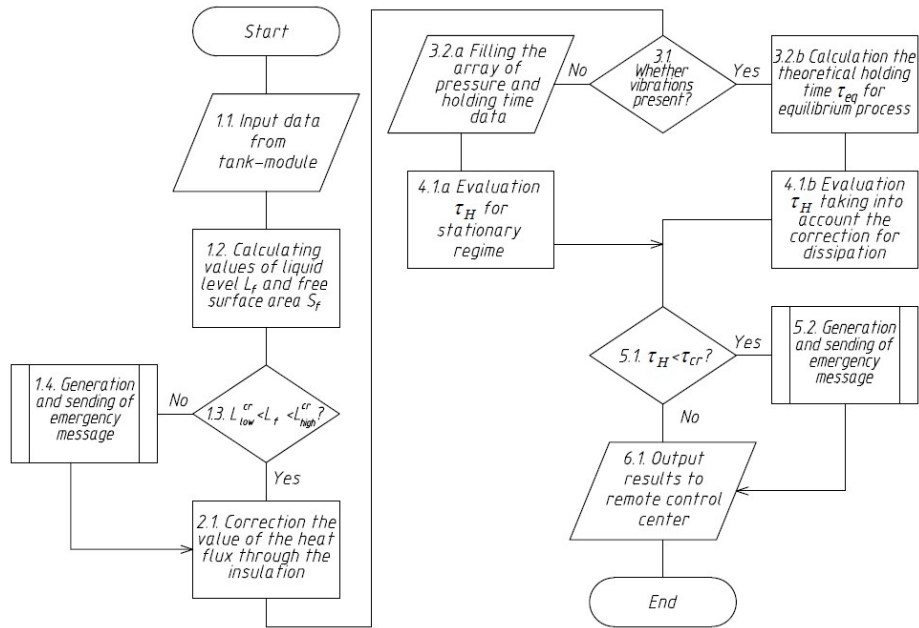 Start
1.1. Input data
from
tank-module
1.2. Calculating
values of liquid
level L_f and free
surface area S_f
1.3. L_low^cr < L_f < L_high^cr?
No
1.4. Generation
and sending of
emergency
message
Yes
2.1. Correction the
value of the heat
flux through the
insulation
3.1.
Whether
vibrations
present?
No
3.2.a Filling the
array of
pressure and
holding time
data
4.1.a Evaluation
τ_H for
stationary
regime
Yes
3.2.b Calculation the
theoretical holding
time τ_eq for
equilibrium process
4.1.b Evaluation
τ_H taking into
account the
correction for
dissipation
5.1. τ_H < τ_cr?
Yes
5.2. Generation
and sending of
emergency
message
No
6.1. Output
results to
remote control
center
End